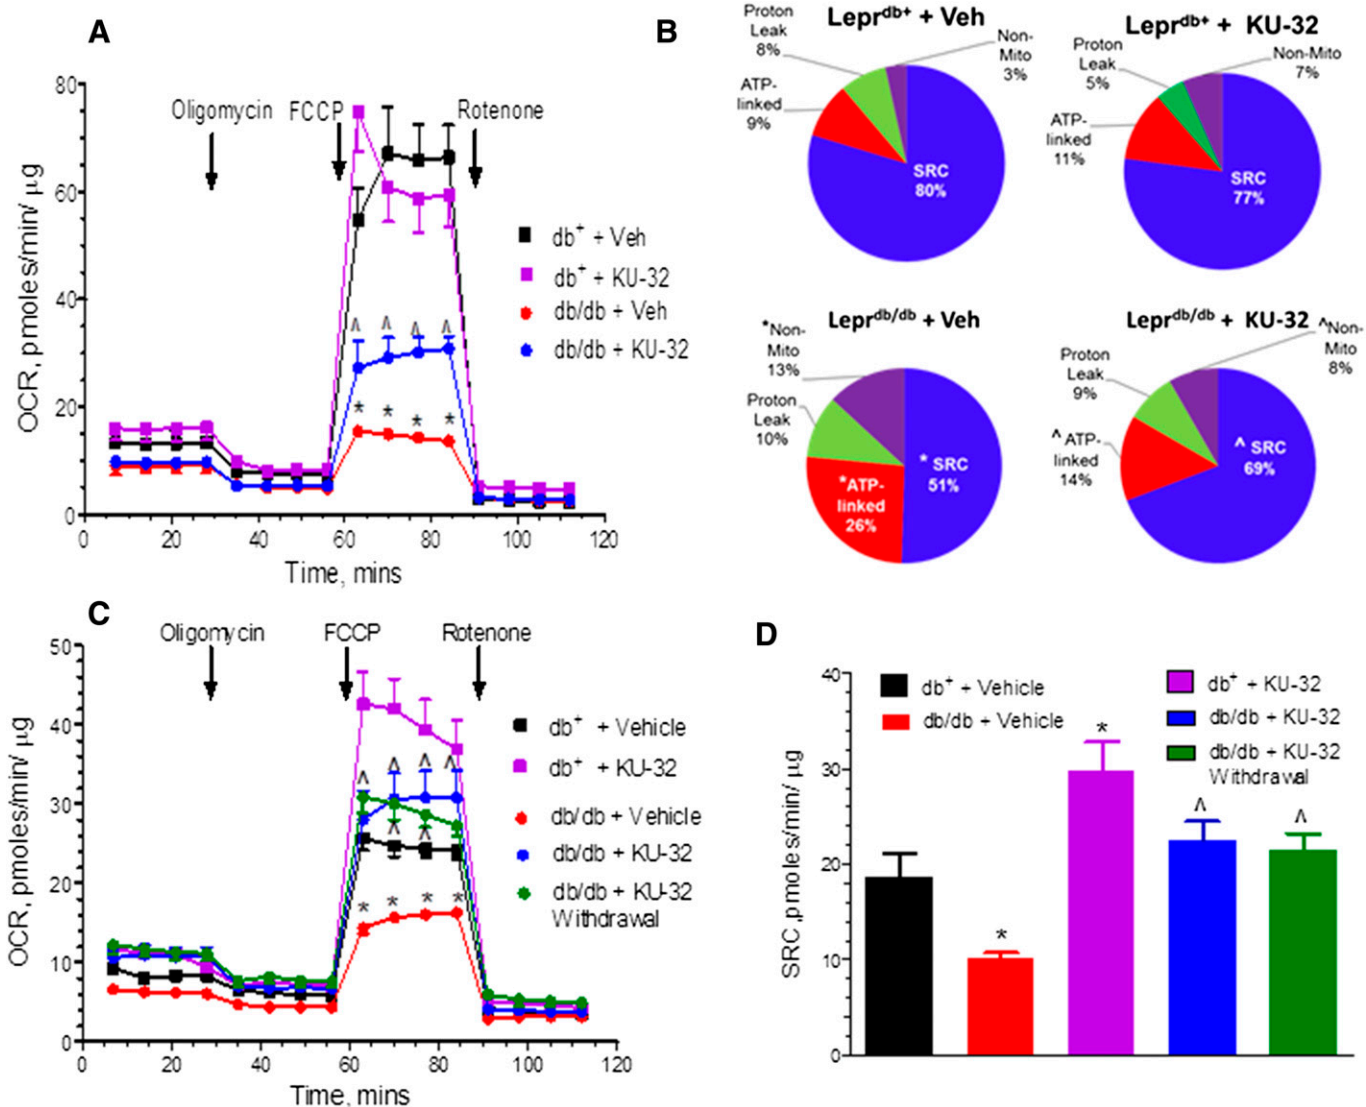 A
80
60
40
20
0
OCR, pmoles/min/ µg
Oligomycin
FCCP
Rotenone
db+ + Veh
db+ + KU-32
db/db + Veh
db/db + KU-32
^ ^ ^ ^
* * * *
0 20 40 60 80 100 120
Time, mins
B
Leprdb+ + Veh
Proton
Leak
8%
Non-
Mito
3%
ATP-
linked
9%
SRC
80%
Leprdb+ + KU-32
Proton
Leak
5%
Non-Mito
7%
ATP-
linked
11%
SRC
77%
Leprdb/db + Veh
*Non-
Mito
13%
Proton
Leak
10%
*ATP-
linked
26%
* SRC
51%
Leprdb/db + KU-32
^Non-
Mito
8%
Proton
Leak
9%
^ ATP-
linked
14%
^ SRC
69%
C
50
40
30
20
10
0
OCR, pmoles/min/ µg
Oligomycin
FCCP
Rotenone
db+ + Vehicle
db+ + KU-32
db/db + Vehicle
db/db + KU-32
db/db + KU-32
Withdrawal
^ ^ ^ ^
^ ^
* * * *
0 20 40 60 80 100 120
Time, mins
D
40
30
20
10
0
SRC ,pmoles/min/ µg
db+ + Vehicle
db/db + Vehicle
db+ + KU-32
db/db + KU-32
db/db + KU-32
Withdrawal
*
*
^
^